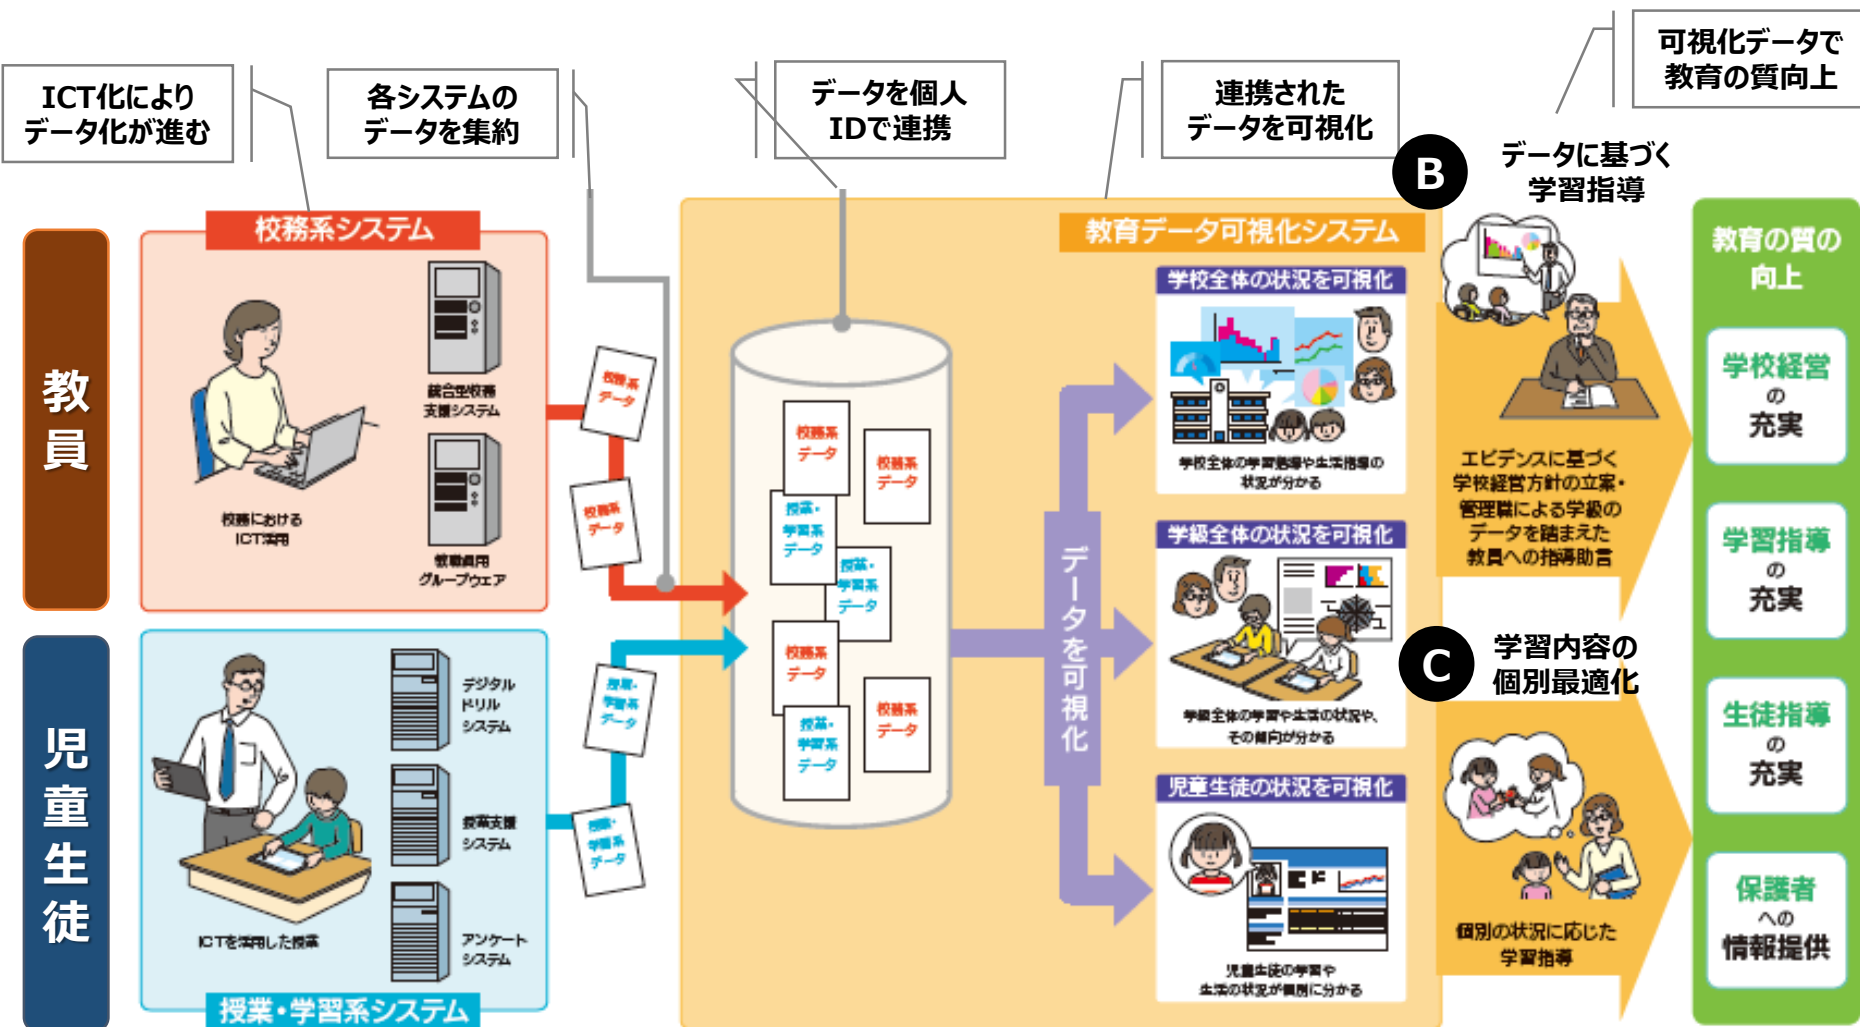 ICT化により
データ化が進む
各システムの
データを集約
データを個人
IDで連携
連携された
データを可視化
可視化データで
教育の質向上
教員
校務系システム
統合型校務
支援システム
校務における
ICT活用
教職員用
グループウェア
校務系
データ
校務系
データ
児童生徒
デジタル
ドリル
システム
授業支援
システム
アンケート
システム
ICTを活用した授業
授業・学習系システム
授業・
学習系
データ
授業・
学習系
データ
校務系
データ
校務系
データ
授業・
学習系
データ
授業・
学習系
データ
校務系
データ
校務系
データ
授業・
学習系
データ
データを可視化
教育データ可視化システム
学校全体の状況を可視化
学校全体の学習指導や生活指導の
状況が分かる
学級全体の状況を可視化
学級全体の学習や生活の状況や、
その傾向が分かる
児童生徒の状況を可視化
児童生徒の学習や
生活の状況が個別に分かる
B
データに基づく
学習指導
エビデンスに基づく
学校経営方針の立案・
管理職による学級の
データを踏まえた
教員への指導助言
C
学習内容の
個別最適化
個別の状況に応じた
学習指導
教育の質の
向上
学校経営
の
充実
学習指導
の
充実
生徒指導
の
充実
保護者
への
情報提供